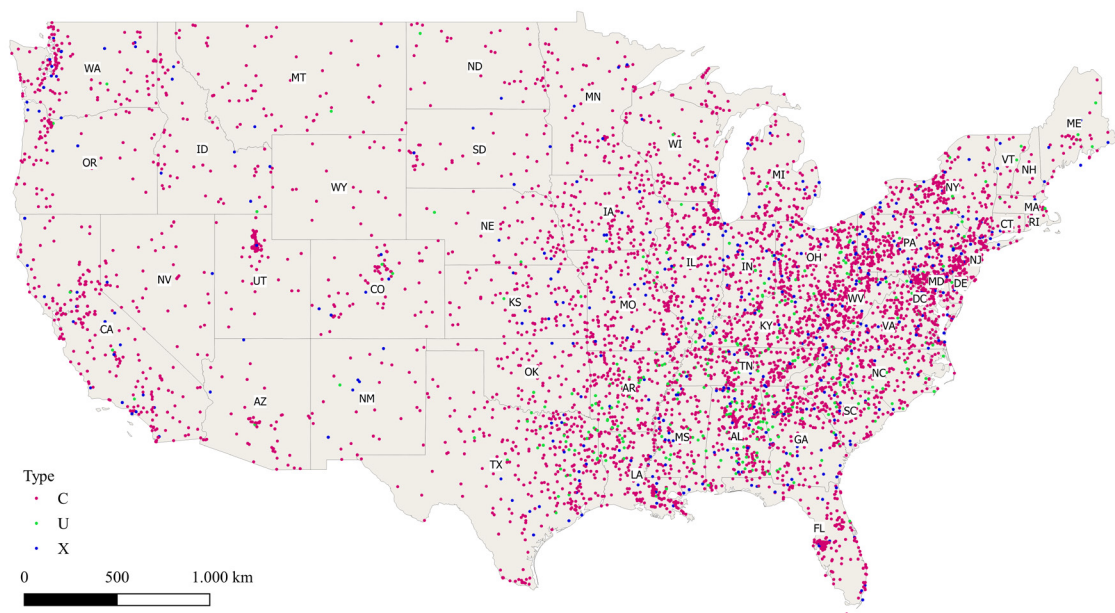 WA
MT
ND
MN
ME
OR
ID
SD
WI
VT
NH
WY
MI
NY
MA
NE
IA
CT
RI
PA
NV
UT
CO
IL
IN
OH
NJ
MD
DE
KS
MO
WV
DC
CA
KY
VA
OK
TN
NC
AZ
NM
AR
SC
MS
AL
GA
TX
LA
FL
Type
C
U
X
0 500 1.000 km